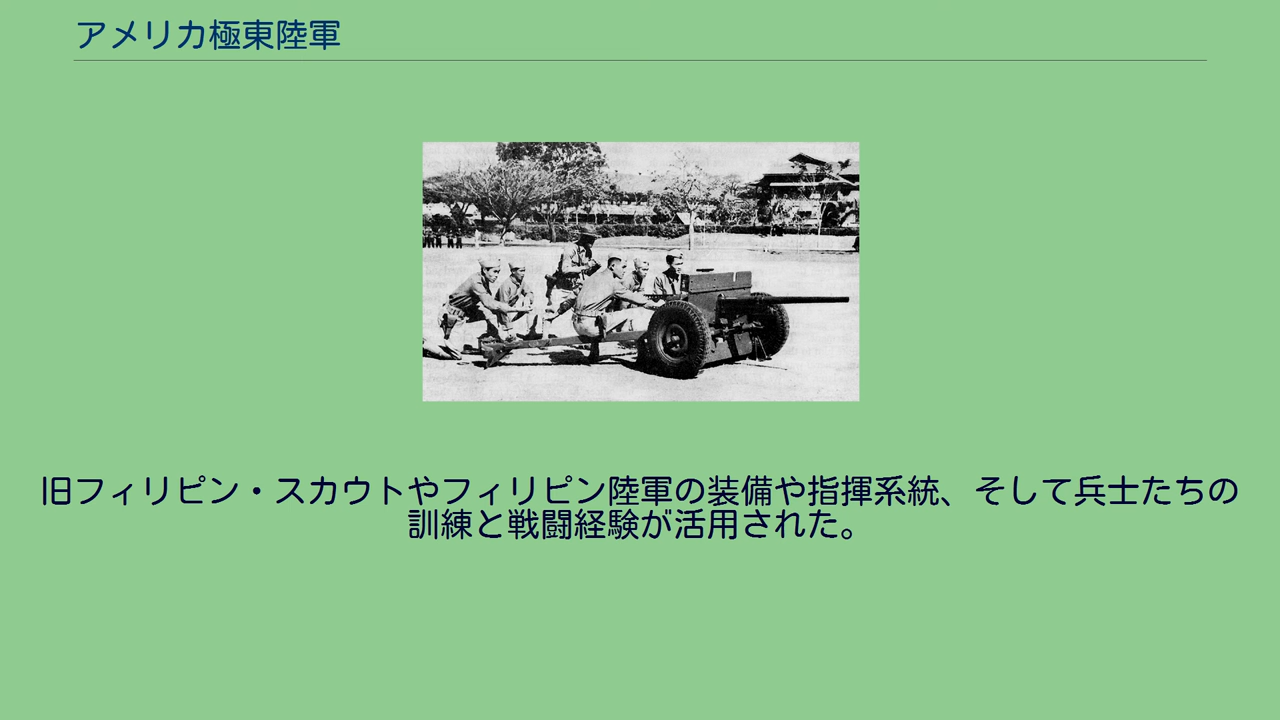 アメリカ極東陸軍
旧フィリピン・スカウトやフィリピン陸軍の装備や指揮系統、そして兵士たちの
訓練と戦闘経験が活用された。